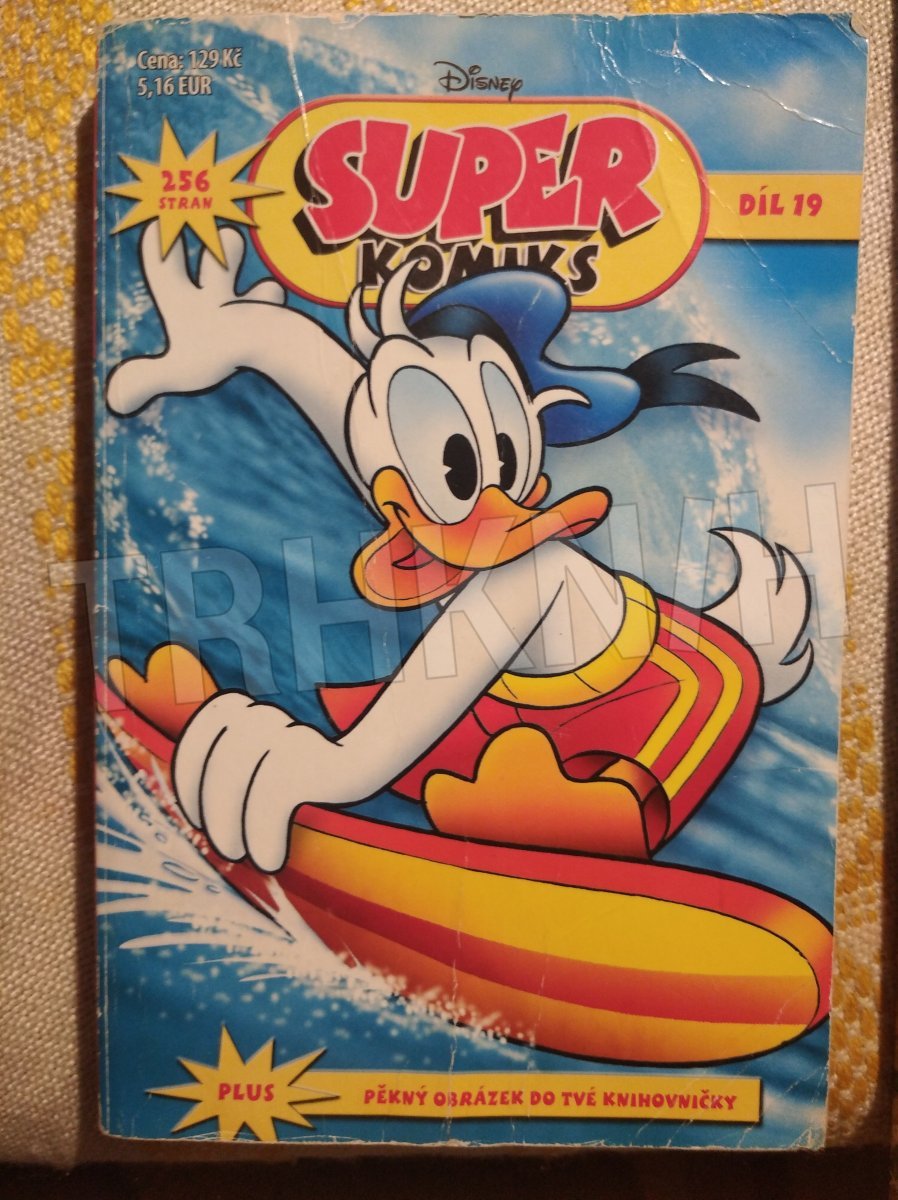 Cena: 129 Kč
5,16 EUR
Disney
256
STRAN
SUPER
KOMIKS
DÍL 19
TRHKNIH
PLUS
PĚKNÝ OBRÁZEK DO TVÉ KNIHOVNIČKY